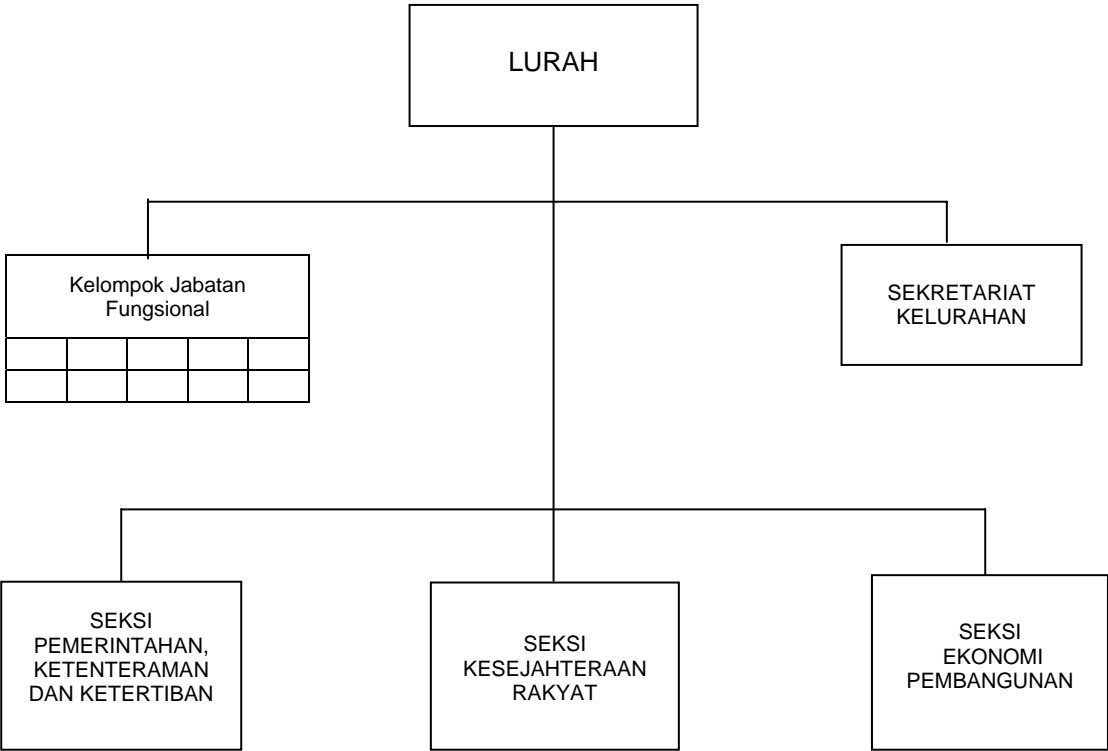 LURAH
Kelompok Jabatan
Fungsional
SEKRETARIAT
KELURAHAN
SEKSI
PEMERINTAHAN,
KETENTERAMAN
DAN KETERTIBAN
SEKSI
KESEJAHTERAAN
RAKYAT
SEKSI
EKONOMI
PEMBANGUNAN